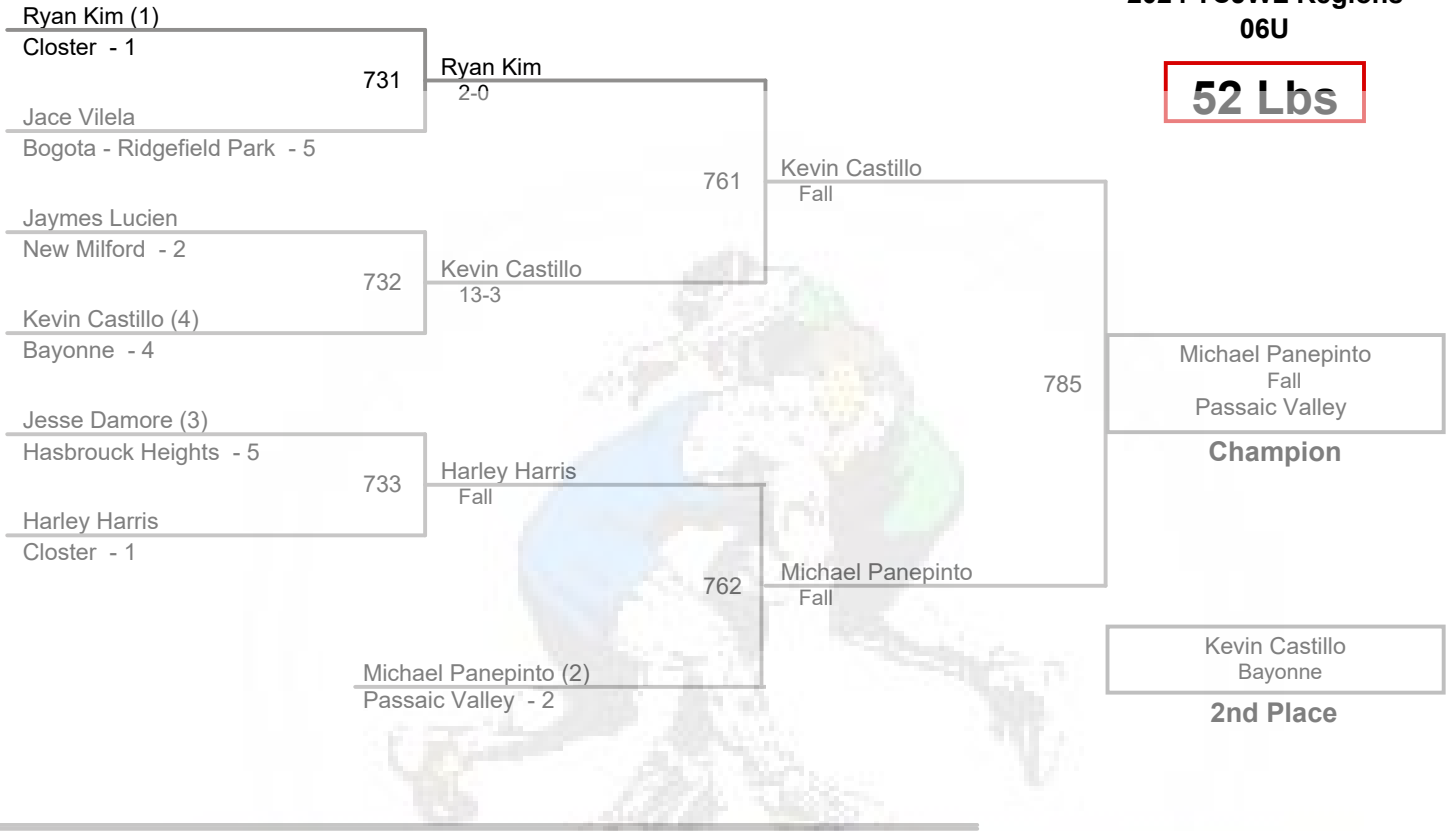 06U
52 Lbs
Ryan Kim (1)
Closter - 1
731
Ryan Kim
2-0
Jace Vilela
Bogota - Ridgefield Park - 5
761
Kevin Castillo
Fall
Jaymes Lucien
New Milford - 2
732
Kevin Castillo
13-3
Kevin Castillo (4)
Bayonne - 4
785
Michael Panepinto
Fall
Passaic Valley
Champion
Jesse Damore (3)
Hasbrouck Heights - 5
733
Harley Harris
Fall
Harley Harris
Closter - 1
762
Michael Panepinto
Fall
Michael Panepinto (2)
Passaic Valley - 2
Kevin Castillo
Bayonne
2nd Place